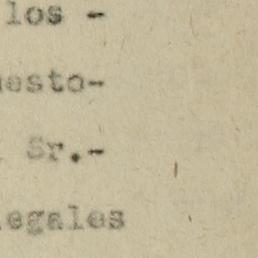 los -
esto-
Sr.-
egales